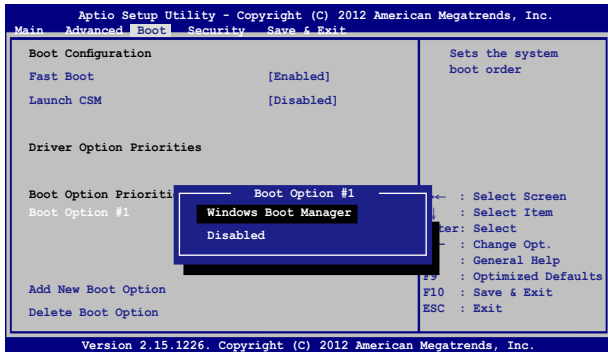 Aptio Setup Utility - Copyright (C) 2012 American Megatrends, Inc.
Main Advanced Boot Security Save & Exit
Boot Configuration
Fast Boot [Enabled]
Launch CSM [Disabled]
Driver Option Priorities
Boot Option
Boot Option #1
Boot Option #1
Windows Boot Manager
Disabled
Add New Boot Option
Delete Boot Option
Sets the system
boot order
: Select Screen
: Select Item
: Select
: Change Opt.
: General Help
F9 : Optimized Defaults
F10 : Save & Exit
ESC : Exit
Version 2.15.1226. Copyright (C) 2012 American Megatrends, Inc.